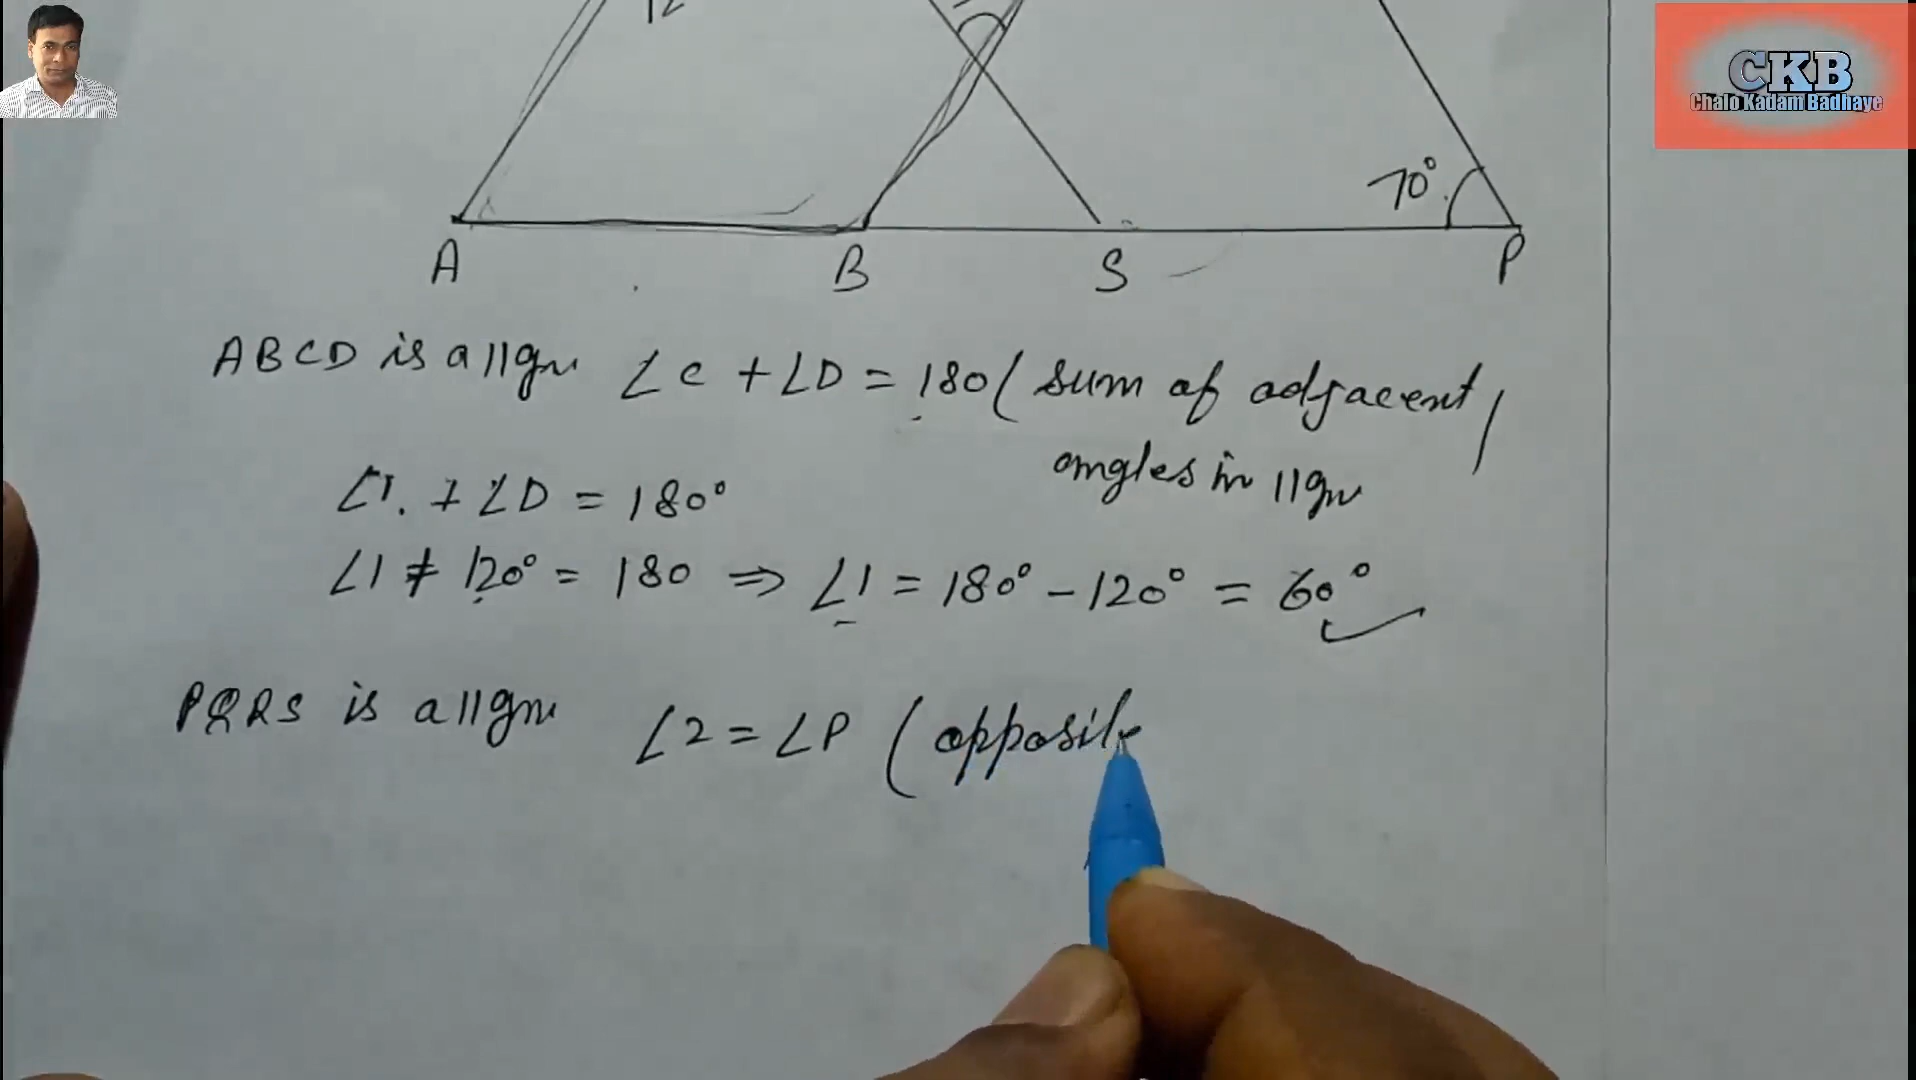 CKB
Chalo Kadam Badhaye
70°
A B S P
ABCD is a ||gm ∠C + ∠D = 180 ( sum of adjacent
angles in ||gm
∠1. + ∠D = 180°
∠1 + 120° = 180 ⇒ ∠1 = 180° - 120° = 60°
PQRS is a ||gm ∠2 = ∠P ( opposite